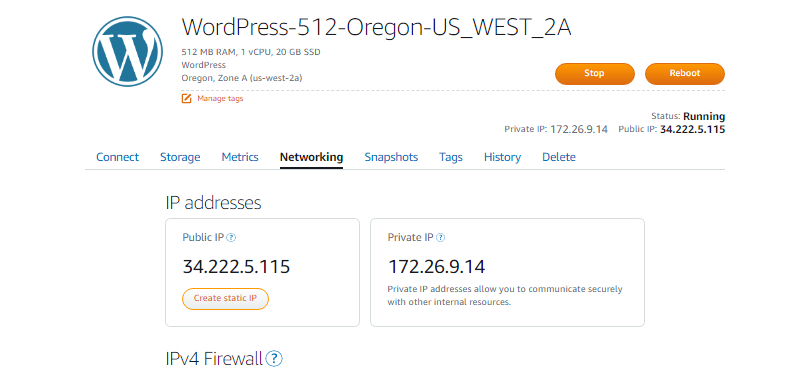 WordPress-512-Oregon-US_WEST_2A
512 MB RAM, 1 vCPU, 20 GB SSD
WordPress
Oregon, Zone A (us-west-2a)
Manage tags
Stop
Reboot
Status: Running
Private IP: 172.26.9.14 Public IP: 34.222.5.115
Connect Storage Metrics Networking Snapshots Tags History Delete
IP addresses
Public IP ?
34.222.5.115
Create static IP
Private IP ?
172.26.9.14
Private IP addresses allow you to communicate securely
with other internal resources.
IPv4 Firewall ?